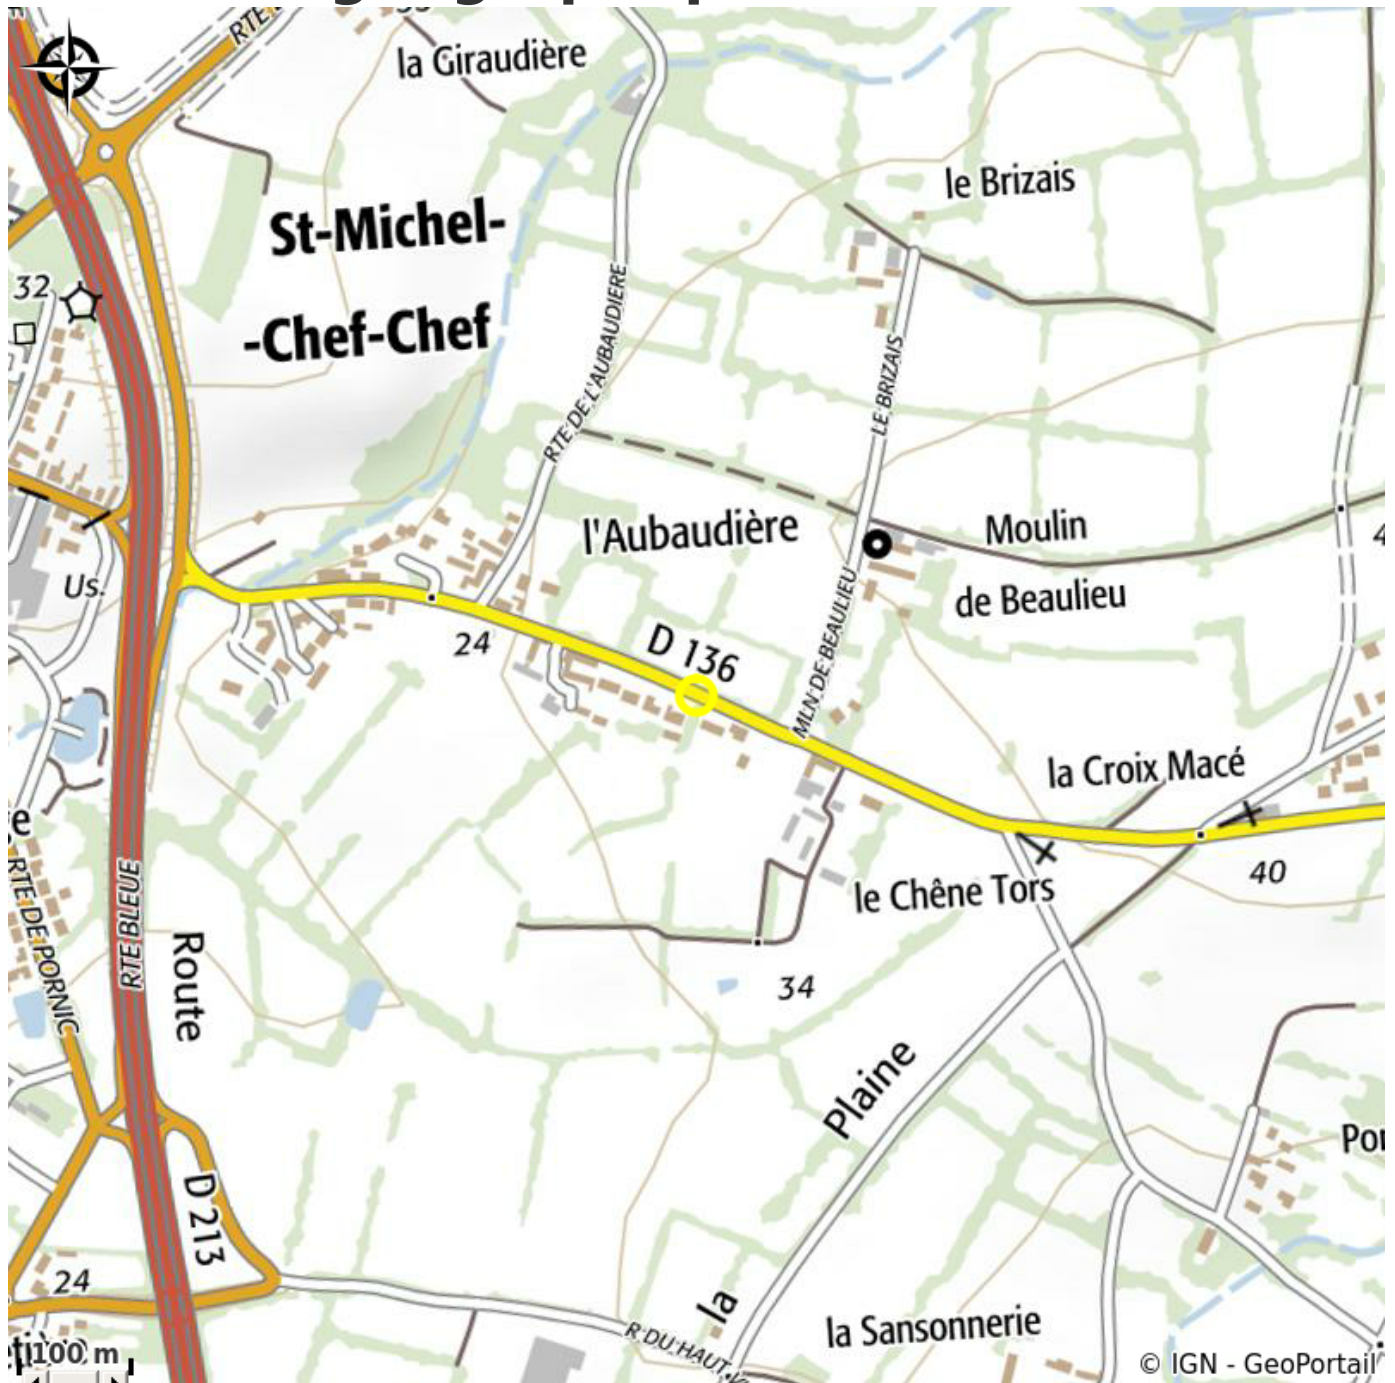 la Giraudière
le Brizais
St-Michel-
-Chef-Chef
32
RTE DE L'AUBAUDIERE
LE BRIZAIS
l'Aubaudière
Moulin
de Beaulieu
Us.
24
D 136
MLN DE BEAULIEU
la Croix Macé
40
le Chêne Tors
RTE BLEUE
RTE DE PORNIC
Route
34
Plaine
la
D 213
24
R DU HAUT
la Sansonnerie
100 m
© IGN - GeoPortail